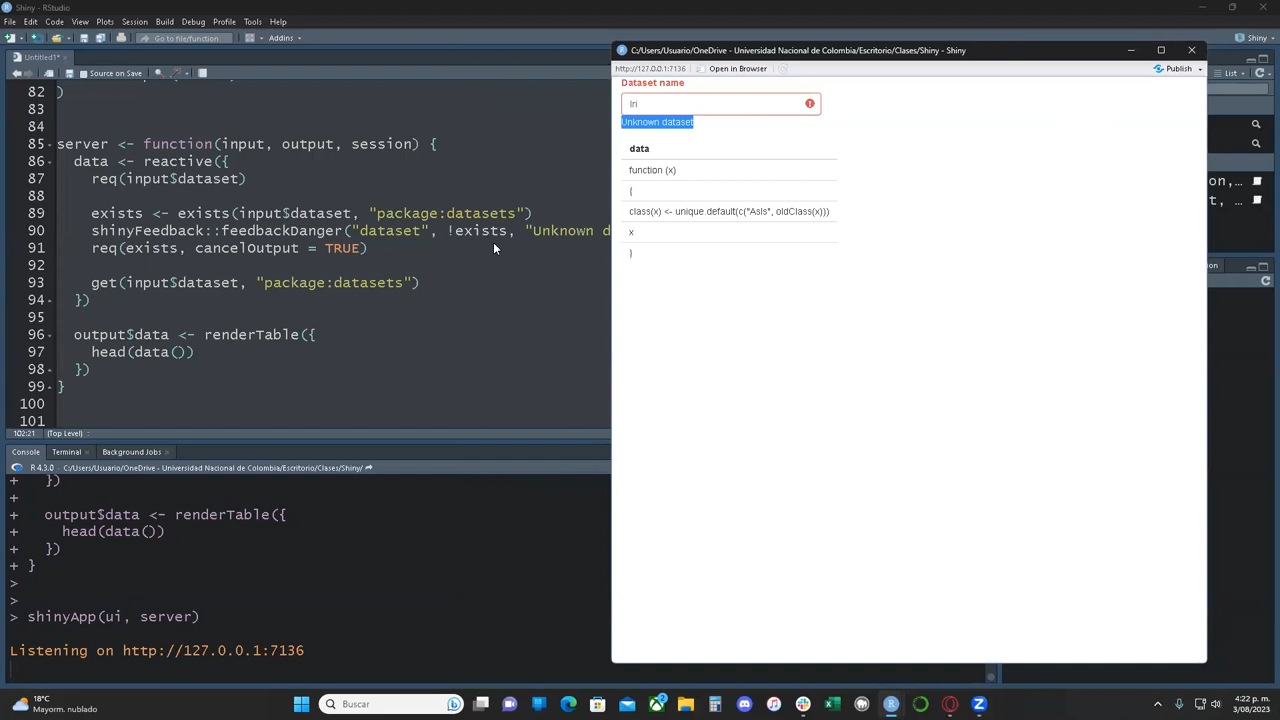 Shiny - RStudio
File Edit Code View Plots Session Build Debug Profile Tools Help
Go to file/function
Addins
Shiny
Untitled1*
Source on Save
List
82 )
83
84
85 server <- function(input, output, session) {
86 data <- reactive({
87 req(input$dataset)
88
89 exists <- exists(input$dataset, "package:datasets")
90 shinyFeedback::feedbackDanger("dataset", !exists, "Unknown d
91 req(exists, cancelOutput = TRUE)
92
93 get(input$dataset, "package:datasets")
94 })
95
96 output$data <- renderTable({
97 head(data())
98 })
99 }
100
101
102:21 (Top Level)
Console Terminal Background Jobs
R 4.3.0 · C:/Users/Usuario/OneDrive - Universidad Nacional de Colombia/Escritorio/Clases/Shiny/
+ })
+
+ output$data <- renderTable({
+ head(data())
+ })
+ }
>
>
> shinyApp(ui, server)
Listening on http://127.0.0.1:7136
C:/Users/Usuario/OneDrive - Universidad Nacional de Colombia/Escritorio/Clases/Shiny - Shiny
http://127.0.0.1:7136 Open in Browser
Publish
Dataset name
Iri
Unknown dataset
data
function (x)
{
class(x) <- unique.default(c("AsIs", oldClass(x)))
x
}
18°C
Mayorm. nublado
Buscar
2
4:22 p. m.
3/08/2023